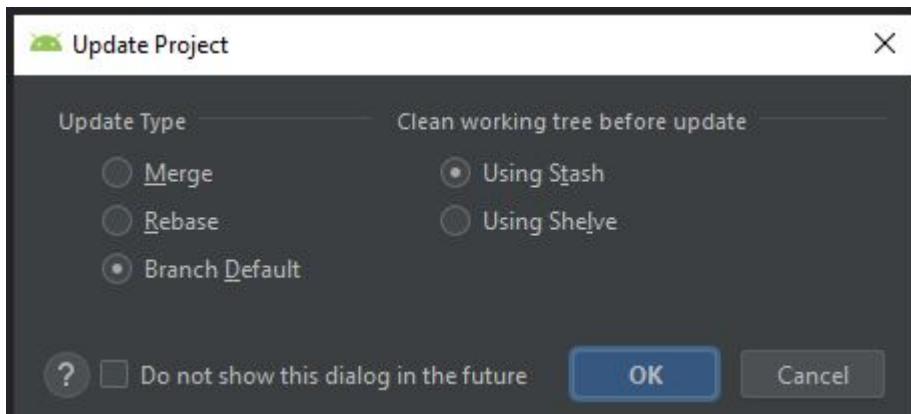 Update Project
Update Type
Clean working tree before update
Merge
Using Stash
Rebase
Using Shelve
Branch Default
?
Do not show this dialog in the future
OK
Cancel